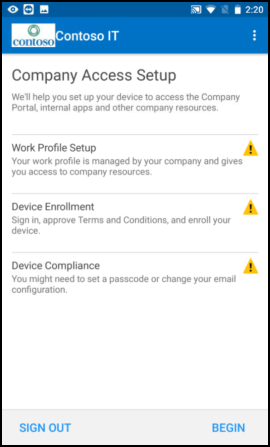 2:20
contoso
Contoso IT
Company Access Setup
We'll help you set up your device to access the Company
Portal, internal apps and other company resources.
Work Profile Setup
Your work profile is managed by your company and gives
you access to company resources.
Device Enrollment
Sign in, approve Terms and Conditions, and enroll your
device.
Device Compliance
You might need to set a passcode or change your email
configuration.
SIGN OUT
BEGIN